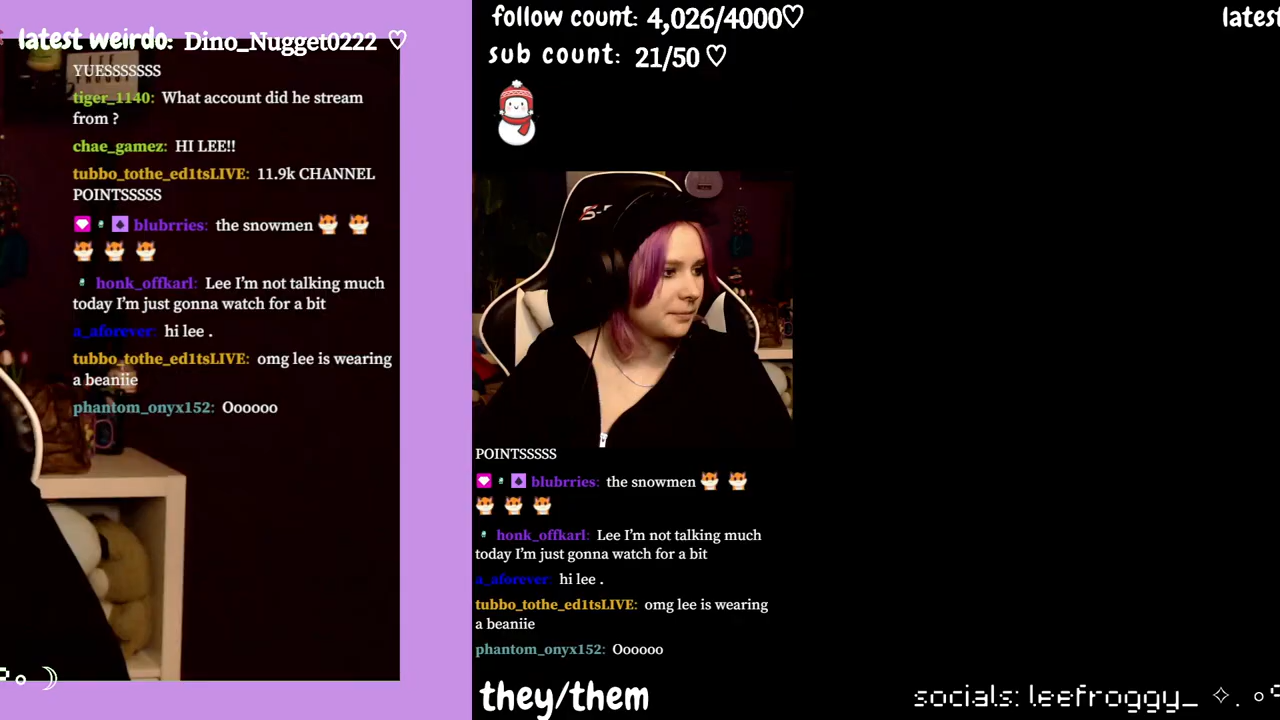 latest weirdo: Dino_Nugget0222 ♡
YUESSSSSSS
tiger_1140: What account did he stream
from ?
chae_gamez: HI LEE!!
tubbo_tothe_ed1tsLIVE: 11.9k CHANNEL
POINTSSSSS
blubrries: the snowmen
honk_offkarl: Lee I'm not talking much
today I'm just gonna watch for a bit
a_aforever: hi lee .
tubbo_tothe_ed1tsLIVE: omg lee is wearing
a beaniie
phantom_onyx152: Oooooo
follow count: 4,026/4000♡
sub count: 21/50 ♡
POINTSSSSS
blubrries: the snowmen
honk_offkarl: Lee I'm not talking much
today I'm just gonna watch for a bit
a_aforever: hi lee .
tubbo_tothe_ed1tsLIVE: omg lee is wearing
a beaniie
phantom_onyx152: Oooooo
they/them
latest
socials: leefroggy_